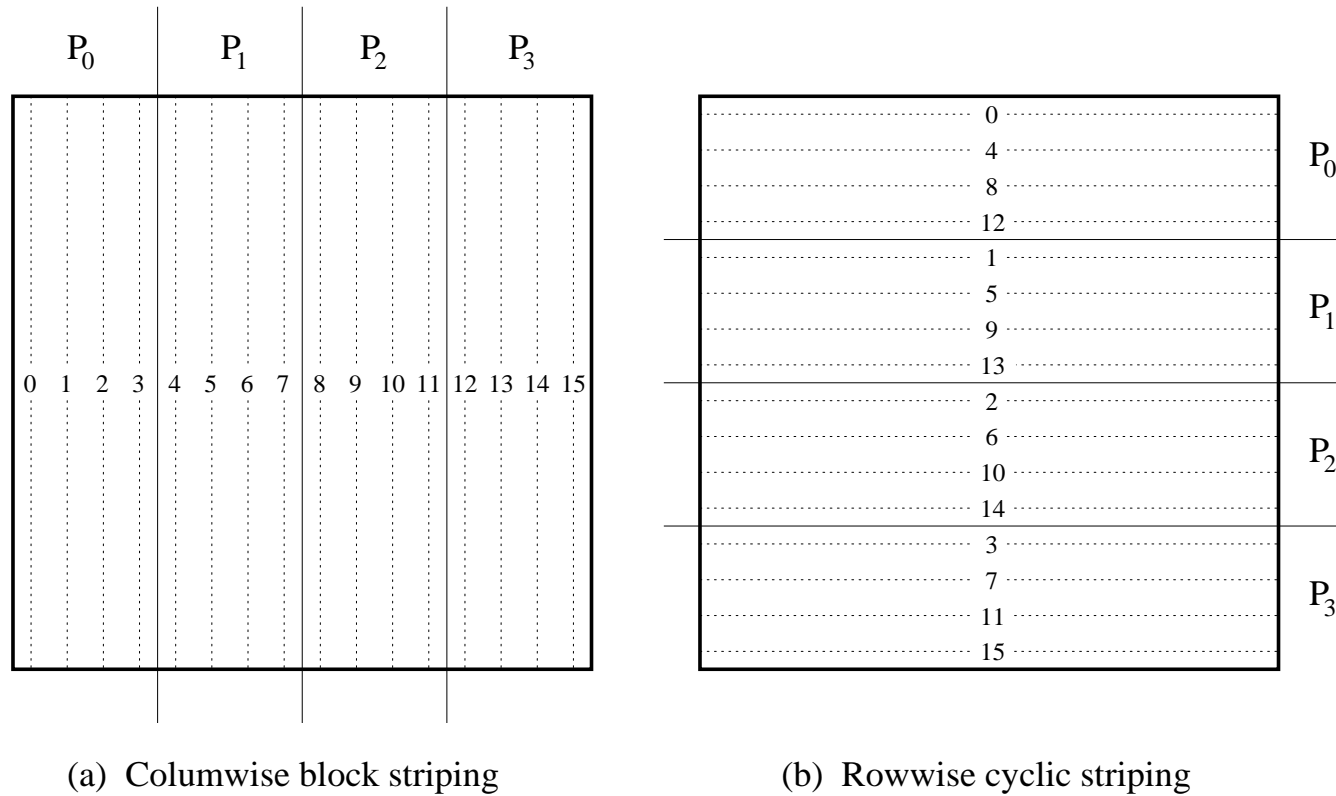 P0 P1 P2 P3
0 1 2 3 4 5 6 7 8 9 10 11 12 13 14 15
(a) Columwise block striping
0
4
8
12
P0
1
5
9
13
P1
2
6
10
14
P2
3
7
11
15
P3
(b) Rowwise cyclic striping